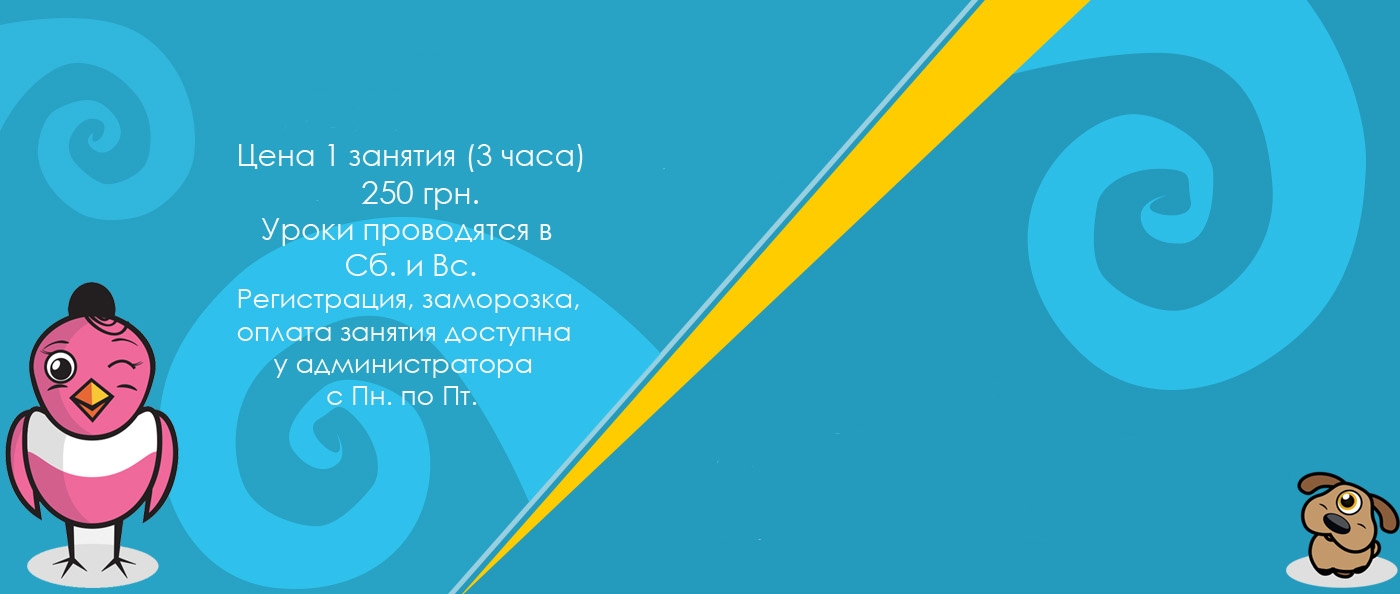 Цена 1 занятия (3 часа)
250 грн.
Уроки проводятся в
Сб. и Вс.
Регистрация, заморозка,
оплата занятия доступна
у администратора
с Пн. по Пт.